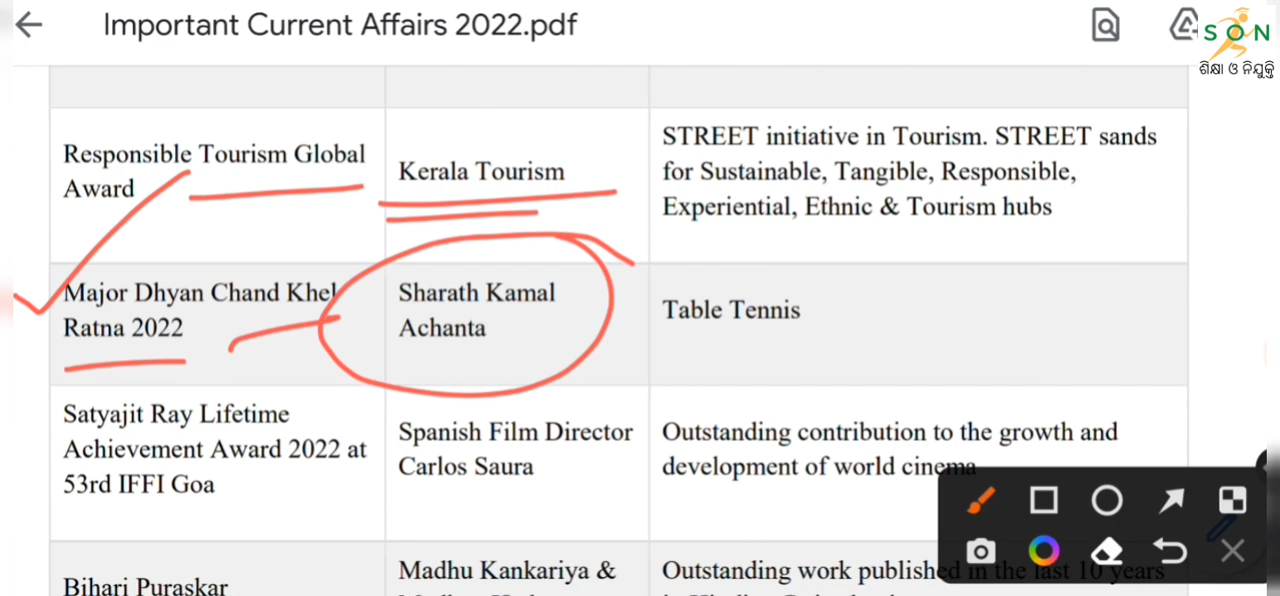 Important Current Affairs 2022.pdf
SON
ଶିକ୍ଷା ଓ ନିଯୁକ୍ତି
Responsible Tourism Global
Award
Kerala Tourism
STREET initiative in Tourism. STREET sands
for Sustainable, Tangible, Responsible,
Experiential, Ethnic & Tourism hubs
Major Dhyan Chand Khel
Ratna 2022
Sharath Kamal
Achanta
Table Tennis
Satyajit Ray Lifetime
Achievement Award 2022 at
53rd IFFI Goa
Spanish Film Director
Carlos Saura
Outstanding contribution to the growth and
development of world cinema
Bihari Puraskar
Madhu Kankariya &
Outstanding work published in the last 10 years